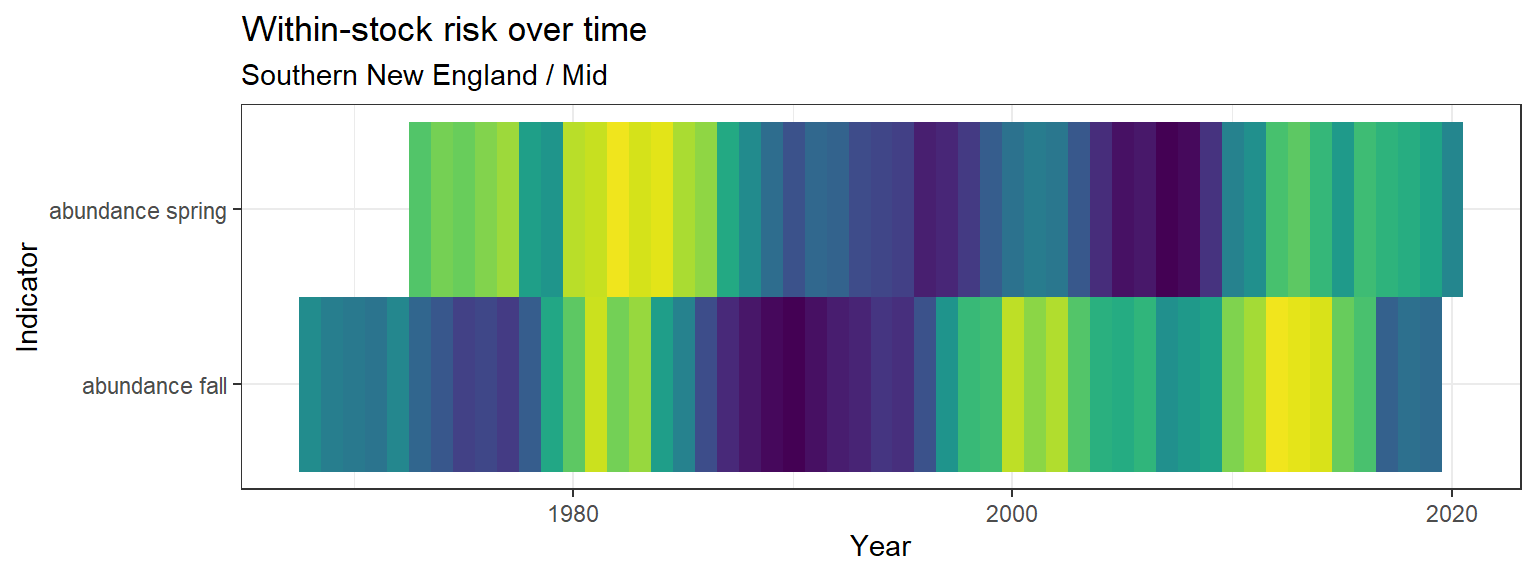 Within-stock risk over time
Southern New England / Mid
Indicator
abundance spring
abundance fall
1980
2000
2020
Year